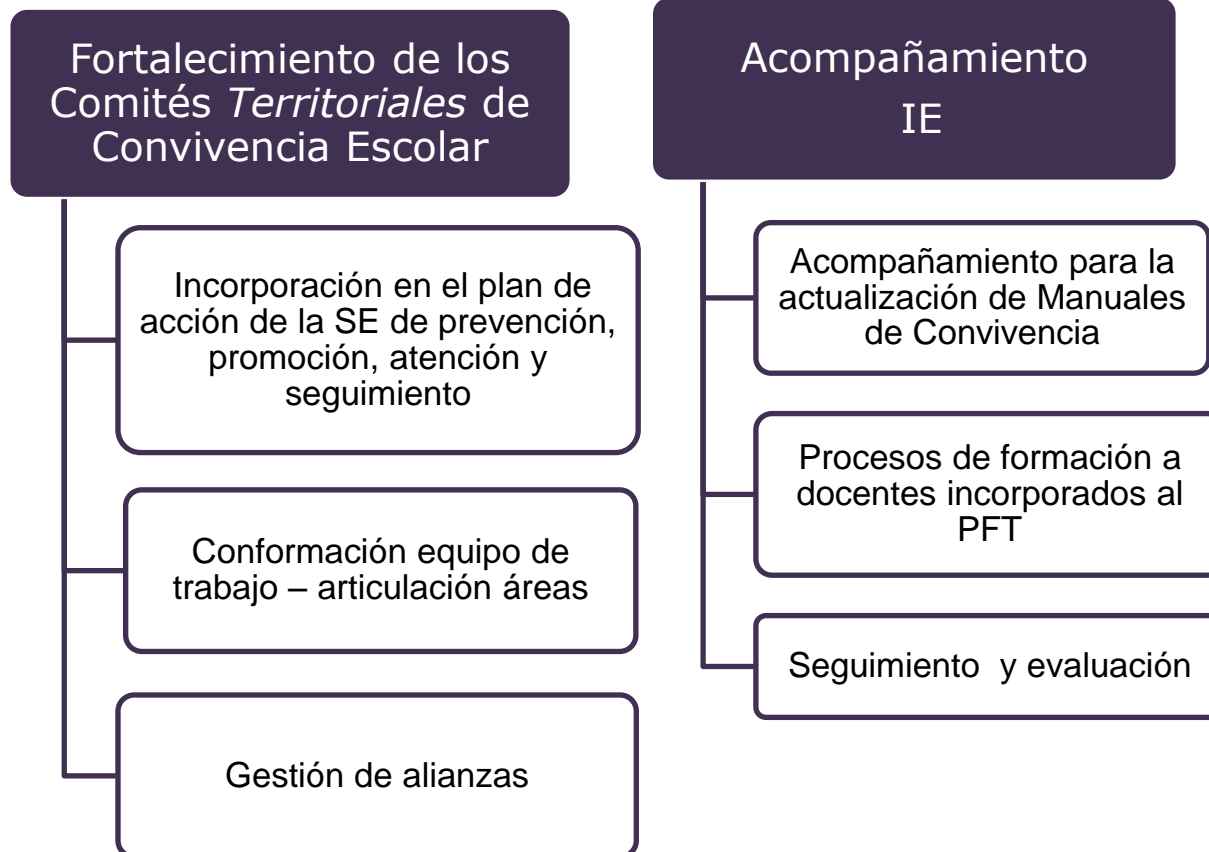 Fortalecimiento de los
Comités Territoriales de
Convivencia Escolar
Incorporación en el plan de
acción de la SE de prevención,
promoción, atención y
seguimiento
Conformación equipo de
trabajo – articulación áreas
Gestión de alianzas
Acompañamiento
IE
Acompañamiento para la
actualización de Manuales
de Convivencia
Procesos de formación a
docentes incorporados al
PFT
Seguimiento y evaluación